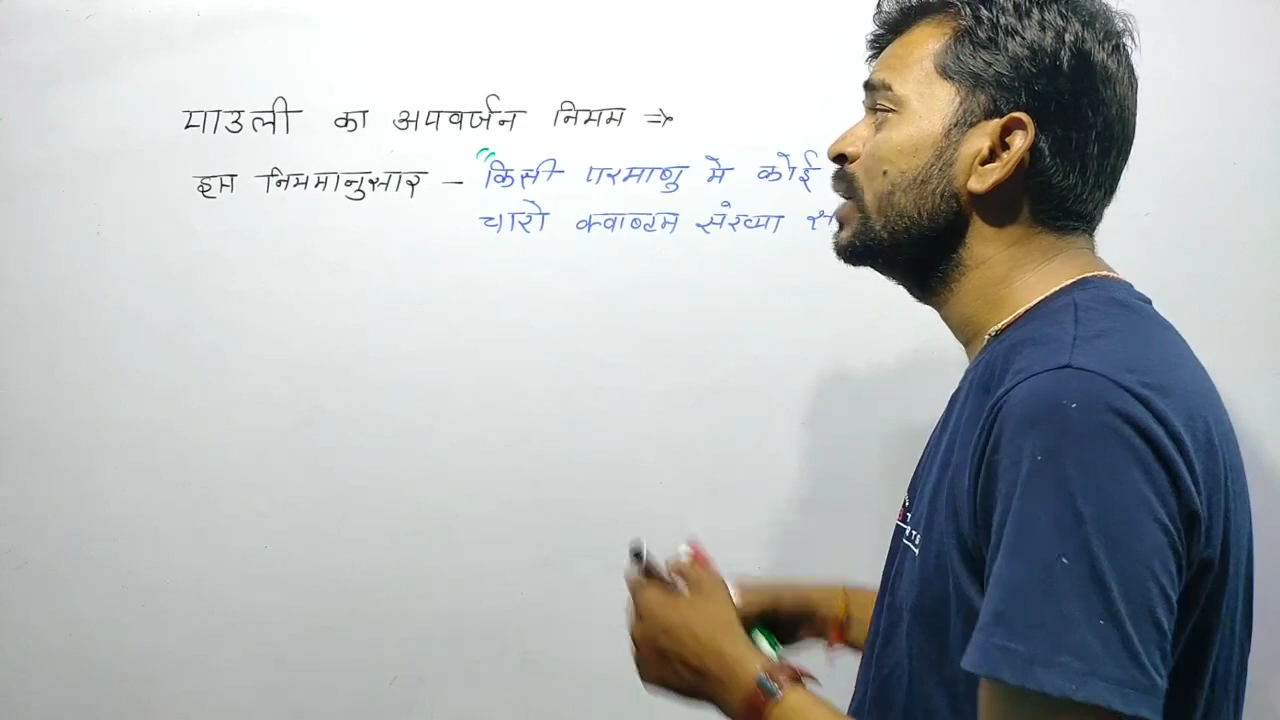 पाउली का अपवर्जन नियम ⇒
इस नियमानुसार – "किसी परमाणु मे कोई
चारो क्वाण्टम संख्या